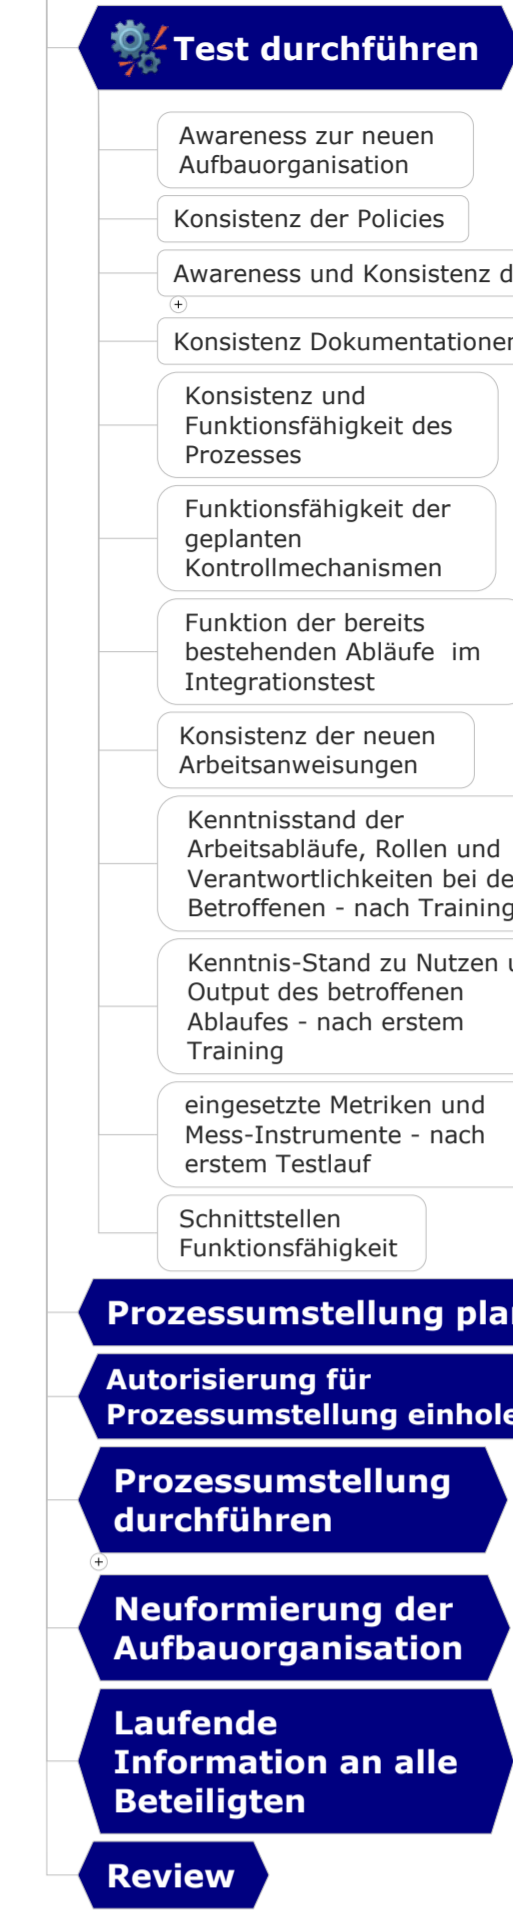 Test durchführen
Awareness zur neuen
Aufbauorganisation
Konsistenz der Policies
Awareness und Konsistenz d
Konsistenz Dokumentationen
Konsistenz und
Funktionsfähigkeit des
Prozesses
Funktionsfähigkeit der
geplanten
Kontrollmechanismen
Funktion der bereits
bestehenden Abläufe im
Integrationstest
Konsistenz der neuen
Arbeitsanweisungen
Kenntnisstand der
Arbeitsabläufe, Rollen und
Verantwortlichkeiten bei de
Betroffenen - nach Training
Kenntnis-Stand zu Nutzen u
Output des betroffenen
Ablaufes - nach erstem
Training
eingesetzte Metriken und
Mess-Instrumente - nach
erstem Testlauf
Schnittstellen
Funktionsfähigkeit
Prozessumstellung pla
Autorisierung für
Prozessumstellung einhole
Prozessumstellung
durchführen
Neuformierung der
Aufbauorganisation
Laufende
Information an alle
Beteiligten
Review